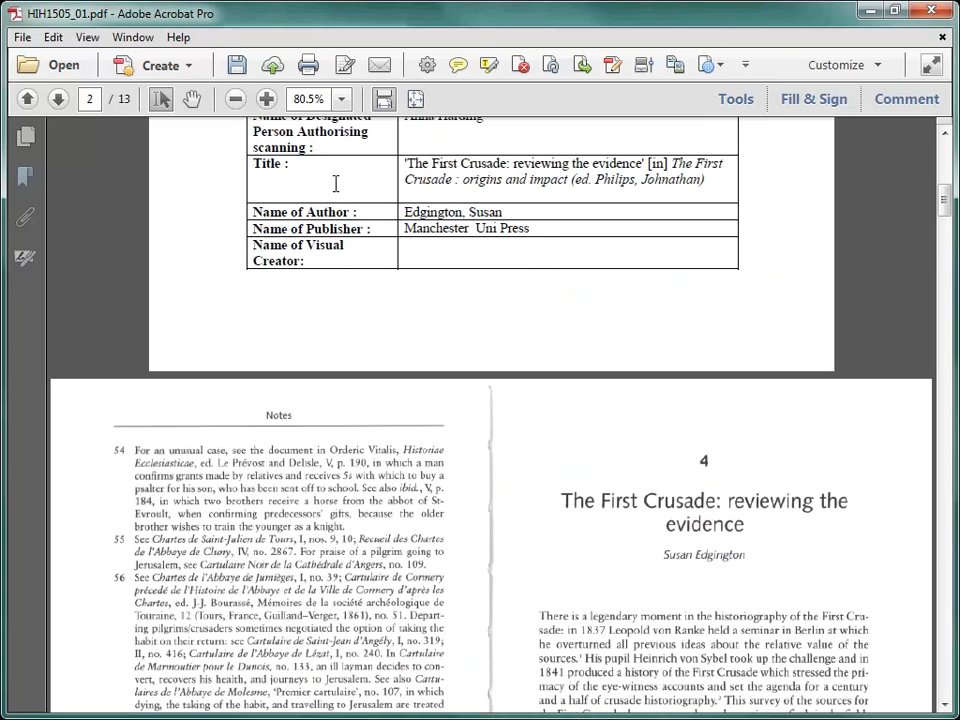 HIH1505_01.pdf - Adobe Acrobat Pro
File Edit View Window Help
Open Create Customize
2 / 13 80.5% Tools Fill & Sign Comment
Name of Designated Anna Harding
Person Authorising
scanning :
Title : 'The First Crusade: reviewing the evidence' [in] The First
Crusade : origins and impact (ed. Philips, Johnathan)
Name of Author : Edgington, Susan
Name of Publisher : Manchester Uni Press
Name of Visual
Creator:
Notes
54 For an unusual case, see the document in Orderic Vitalis, Historiae
Ecclesiasticae, ed. Le Prévost and Delisle, V, p. 190, in which a man
confirms grants made by relatives and receives 5s with which to buy a
psalter for his son, who has been sent off to school. See also ibid., V, p.
184, in which two brothers receive a horse from the abbot of St-
Evroult, when confirming predecessors' gifts, because the older
brother wishes to train the younger as a knight.
55 See Chartes de Saint-Julien de Tours, I, nos. 9, 10; Recueil des Chartes
de l'Abbaye de Cluny, IV, no. 2867. For praise of a pilgrim going to
Jerusalem, see Cartulaire Noir de la Cathédrale d'Angers, no. 109.
56 See Chartes de l'Abbaye de Jumièges, I, no. 39; Cartulaire de Cormery
précédé de l'Histoire de l'Abbaye et de la Ville de Cormery d'après les
Chartes, ed. J-J. Bourassé, Mémoires de la société archéologique de
Touraine, 12 (Tours, France, Guilland–Verger, 1861), no. 51. Depart-
ing pilgrims/crusaders sometimes negotiated the option of taking the
habit on their return: see Cartulaire de Saint-Jean d'Angély, I, no. 319;
II, no. 416; Cartulaire de l'Abbaye de Lézat, I, no. 240. In Cartulaire
de Marmoutier pour le Dunois, no. 133, an ill layman decides to con-
vert, recovers his health, and journeys to Jerusalem. See also Cartu-
laires de l'Abbaye de Molesme, 'Premier cartulaire', no. 107, in which
dying, the taking of the habit, and travelling to Jerusalem are treated
4
The First Crusade: reviewing the
evidence
Susan Edgington
There is a legendary moment in the historiography of the First Cru-
sade: in 1837 Leopold von Ranke held a seminar in Berlin at which
he overturned all previous ideas about the relative value of the
sources.¹ His pupil Heinrich von Sybel took up the challenge and in
1841 produced a history of the First Crusade which stressed the pri-
macy of the eye-witness accounts and set the agenda for a century
and a half of crusade historiography.² This survey of the sources for